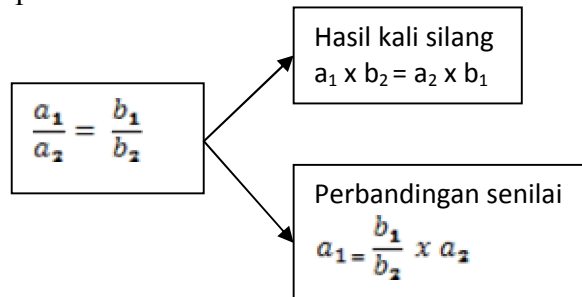 a₁/a₂ = b₁/b₂
Hasil kali silang
a₁ x b₂ = a₂ x b₁
Perbandingan senilai
a₁ = b₁/b₂ x a₂